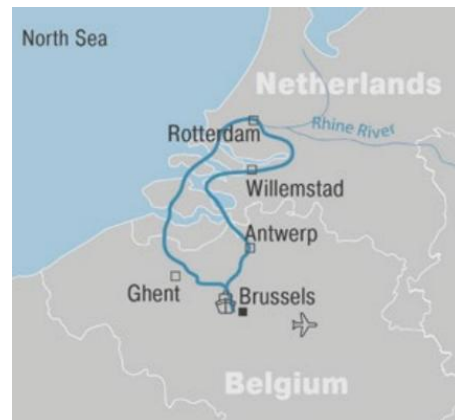 North Sea
Netherlands
Rotterdam
Rhine River
Willemstad
Antwerp
Ghent
Brussels
Belgium